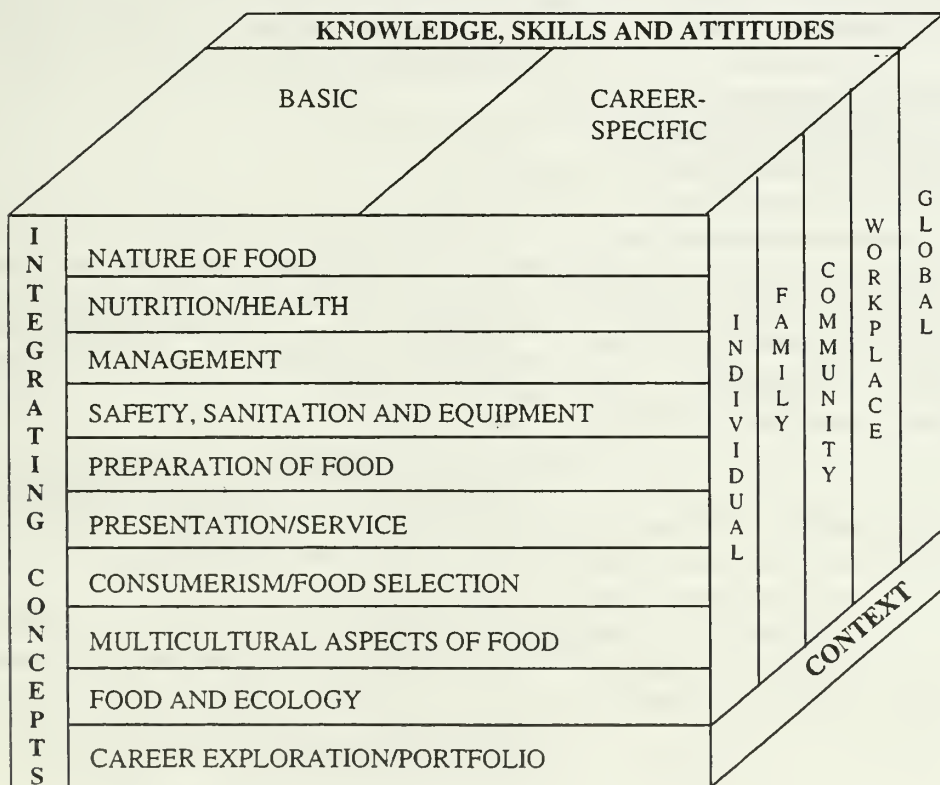 KNOWLEDGE, SKILLS AND ATTITUDES
BASIC
CAREER-
SPECIFIC
INTEGRATING CONCEPTS
NATURE OF FOOD
NUTRITION/HEALTH
MANAGEMENT
SAFETY, SANITATION AND EQUIPMENT
PREPARATION OF FOOD
PRESENTATION/SERVICE
CONSUMERISM/FOOD SELECTION
MULTICULTURAL ASPECTS OF FOOD
FOOD AND ECOLOGY
CAREER EXPLORATION/PORTFOLIO
INDIVIDUAL
FAMILY
COMMUNITY
WORKPLACE
GLOBAL
CONTEXT